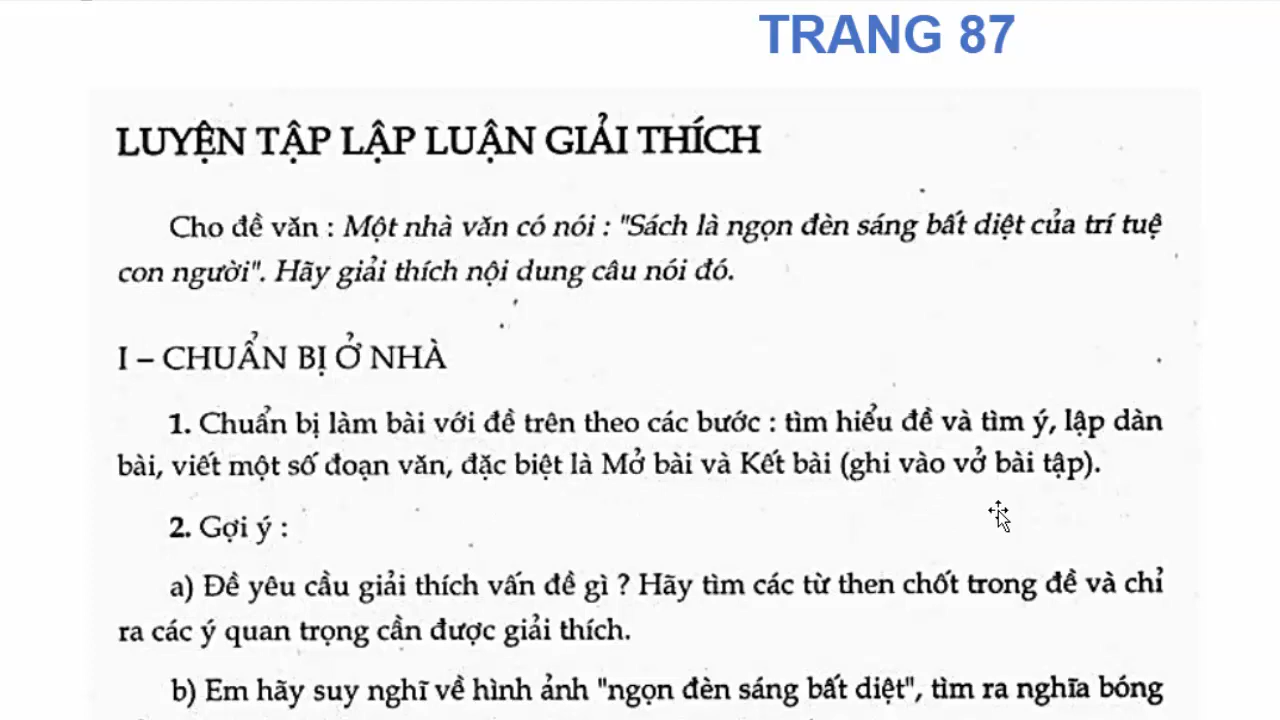 TRANG 87
LUYỆN TẬP LẬP LUẬN GIẢI THÍCH
Cho đề văn : Một nhà văn có nói : "Sách là ngọn đèn sáng bất diệt của trí tuệ
con người". Hãy giải thích nội dung câu nói đó.
I – CHUẨN BỊ Ở NHÀ
1. Chuẩn bị làm bài với đề trên theo các bước : tìm hiểu đề và tìm ý, lập dàn
bài, viết một số đoạn văn, đặc biệt là Mở bài và Kết bài (ghi vào vở bài tập).
2. Gợi ý :
a) Đề yêu cầu giải thích vấn đề gì ? Hãy tìm các từ then chốt trong đề và chỉ
ra các ý quan trọng cần được giải thích.
b) Em hãy suy nghĩ về hình ảnh "ngọn đèn sáng bất diệt", tìm ra nghĩa bóng